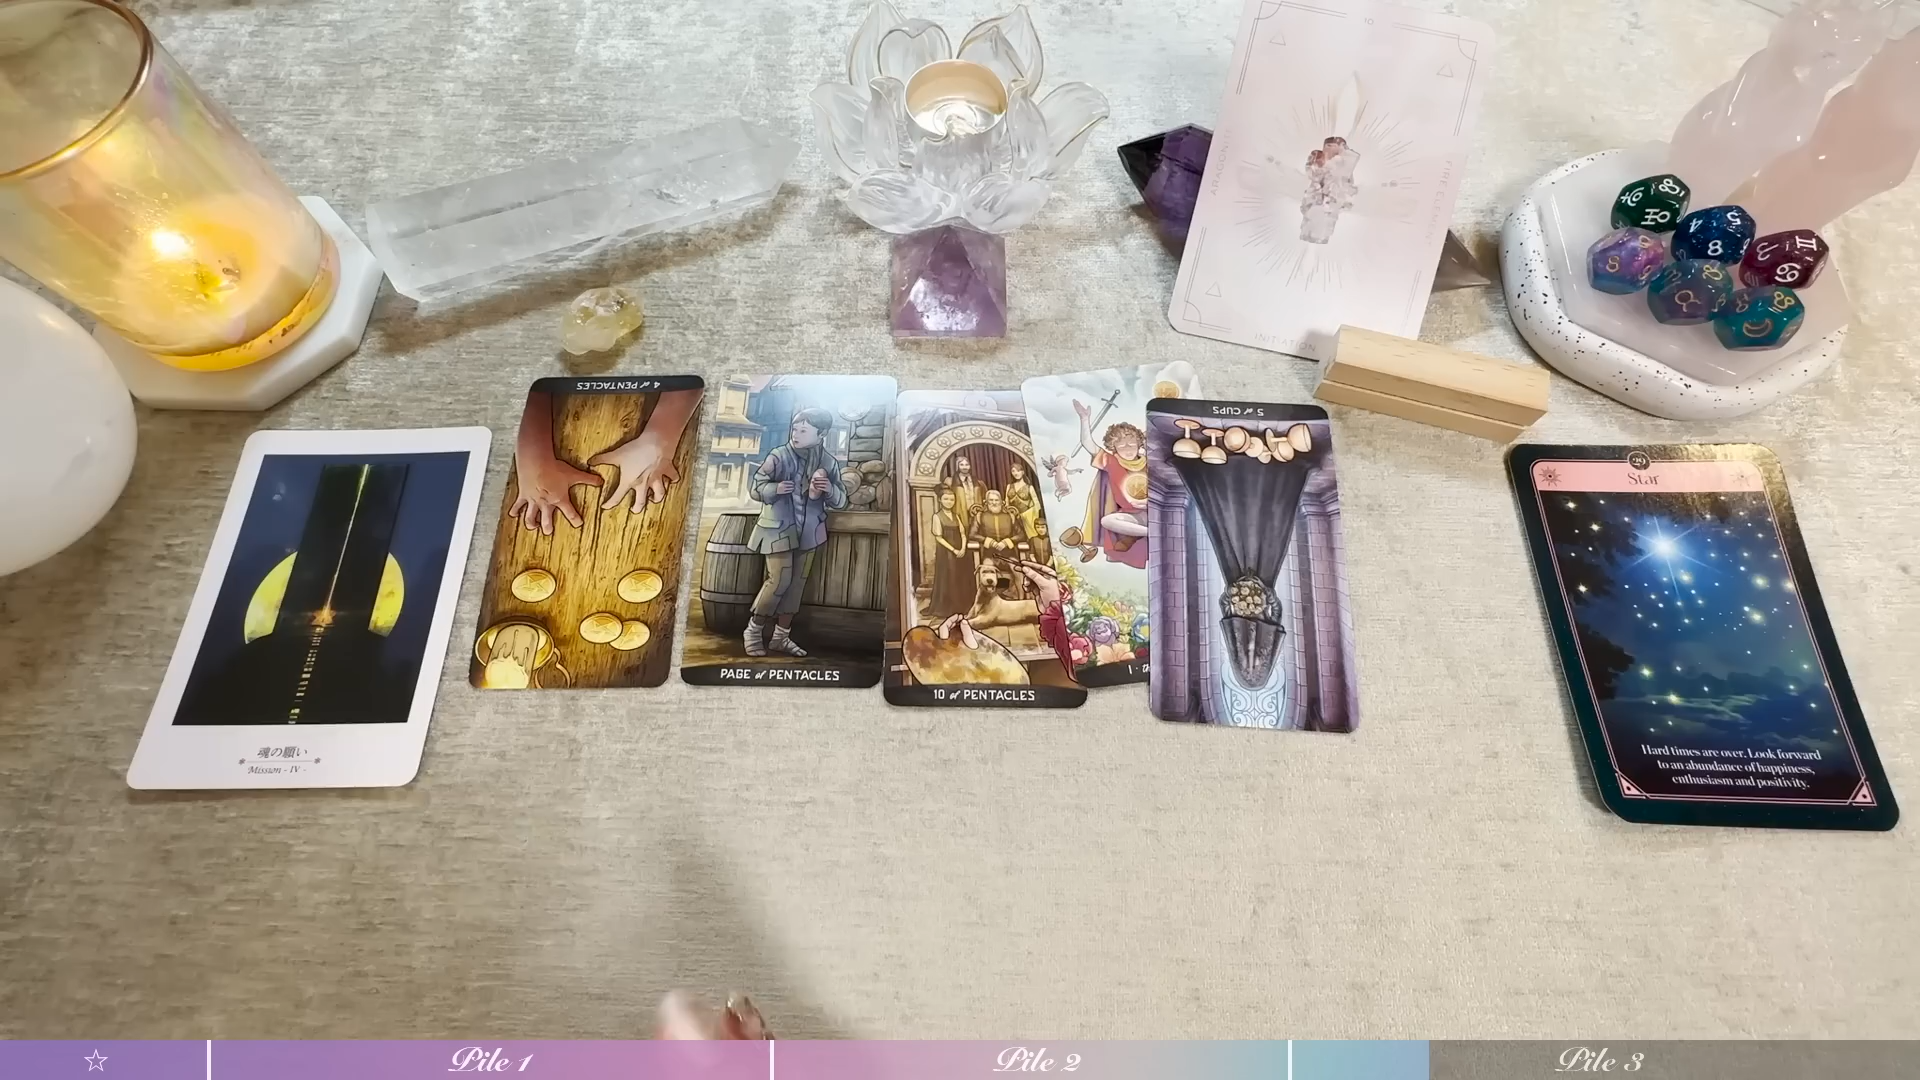 INITIATION
4 of PENTACLES
5 of CUPS
29
Star
PAGE of PENTACLES
10 of PENTACLES
魂の願い
Mission - IV -
Hard times are over. Look forward
to an abundance of happiness,
enthusiasm and positivity.
☆
Pile 1
Pile 2
Pile 3